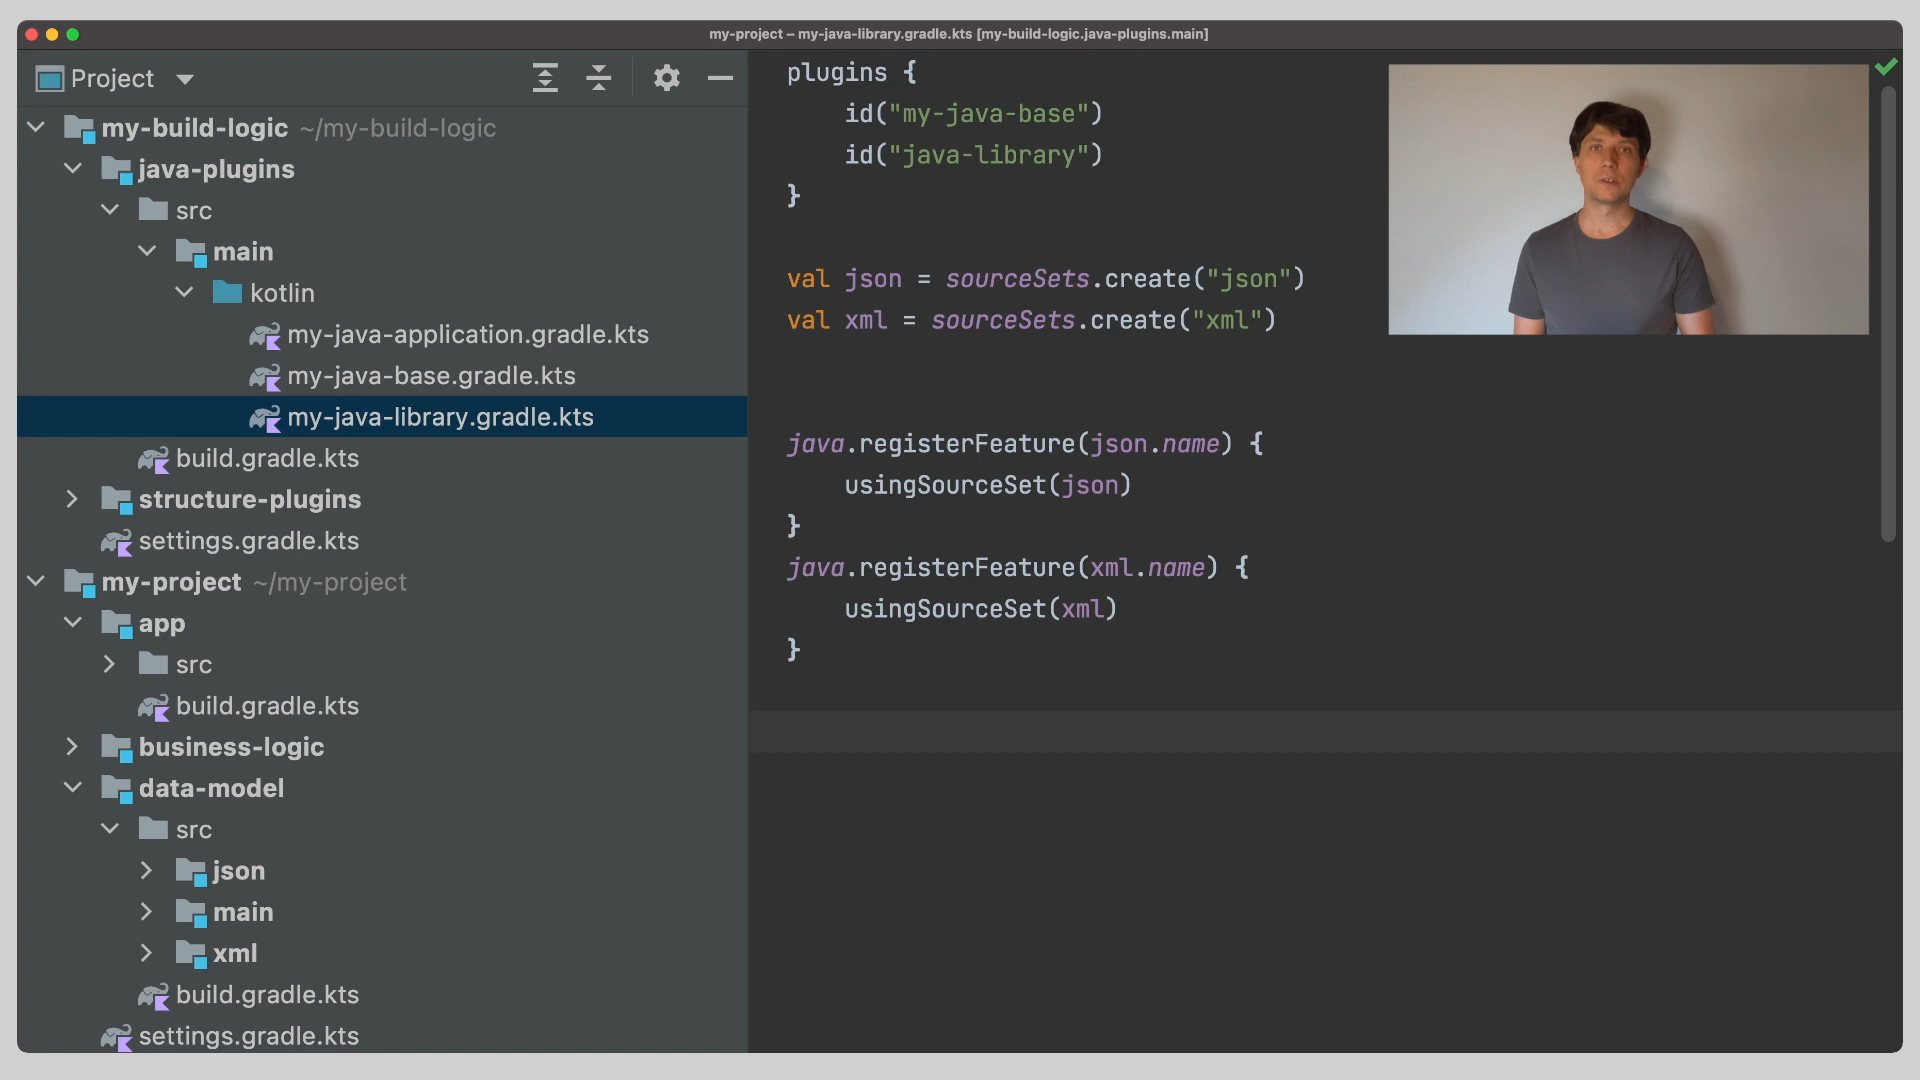 my-project – my-java-library.gradle.kts [my-build-logic.java-plugins.main]
Project
my-build-logic ~/my-build-logic
java-plugins
src
main
kotlin
my-java-application.gradle.kts
my-java-base.gradle.kts
my-java-library.gradle.kts
build.gradle.kts
structure-plugins
settings.gradle.kts
my-project ~/my-project
app
src
build.gradle.kts
business-logic
data-model
src
json
main
xml
build.gradle.kts
settings.gradle.kts
plugins {
    id("my-java-base")
    id("java-library")
}
val json = sourceSets.create("json")
val xml = sourceSets.create("xml")
java.registerFeature(json.name) {
    usingSourceSet(json)
}
java.registerFeature(xml.name) {
    usingSourceSet(xml)
}